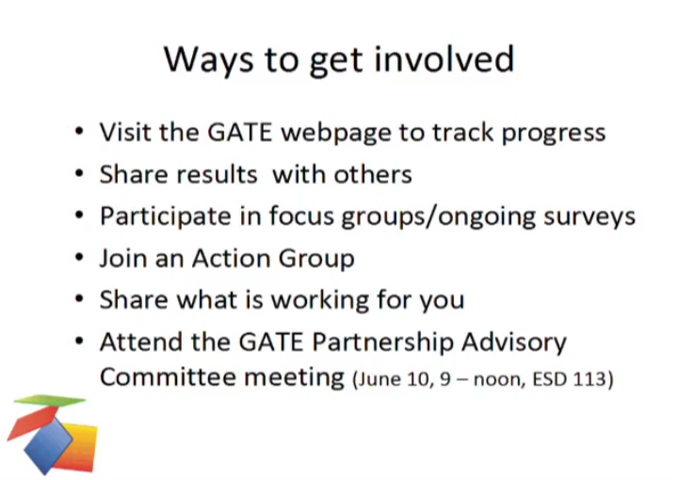 Ways to get involved
• Visit the GATE webpage to track progress
• Share results  with others
• Participate in focus groups/ongoing surveys
• Join an Action Group
• Share what is working for you
• Attend the GATE Partnership Advisory
Committee meeting (June 10, 9 – noon, ESD 113)